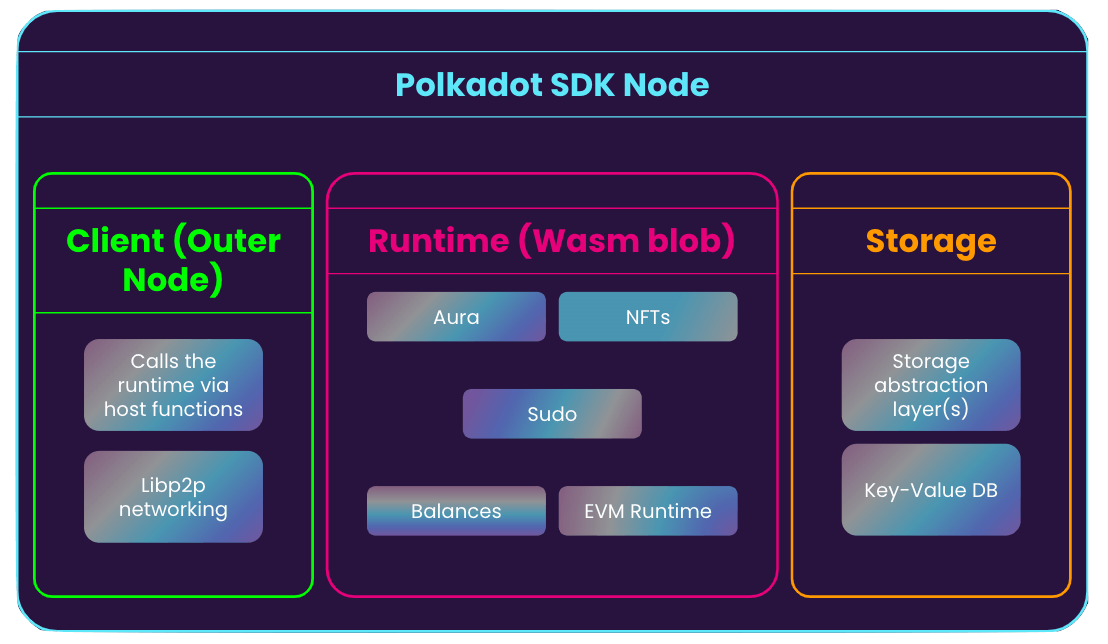 Polkadot SDK Node
Client (Outer
Node)
Calls the
runtime via
host functions
Libp2p
networking
Runtime (Wasm blob)
Aura
NFTs
Sudo
Balances
EVM Runtime
Storage
Storage
abstraction
layer(s)
Key-Value DB